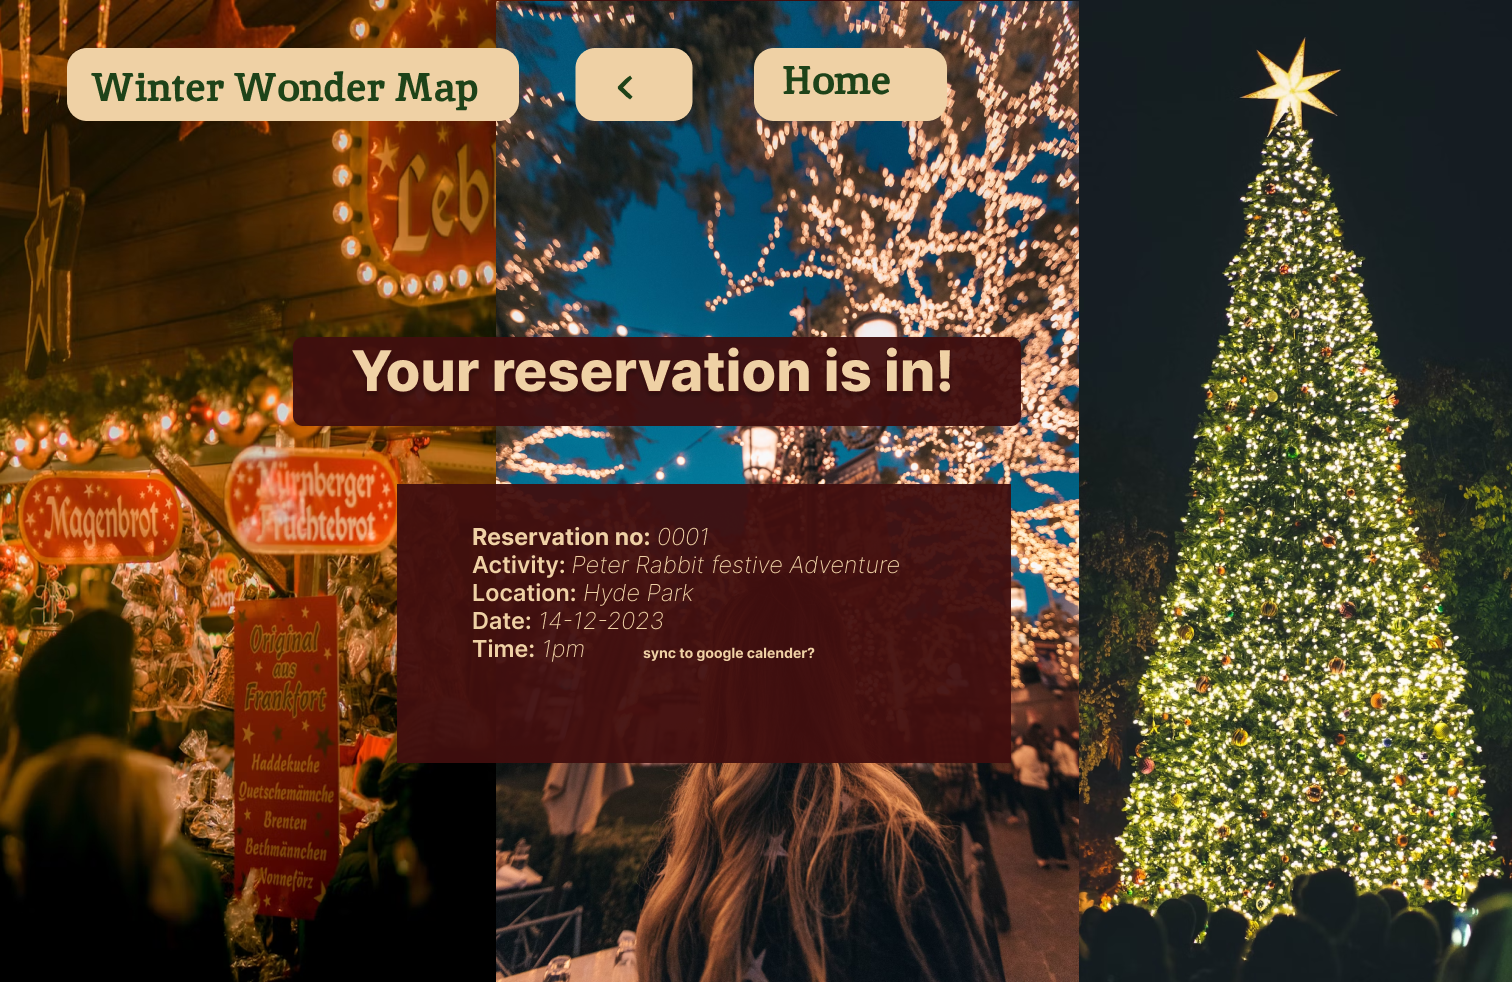 Winter Wonder Map
<
Home
Leb
Your reservation is in!
Magenbrot
Nürnberger
Früchtebrot
Reservation no: 0001
Activity: Peter Rabbit festive Adventure
Location: Hyde Park
Date: 14-12-2023
Time: 1pm
sync to google calender?
Original
aus
Frankfort
Haddekuche
Quetschemännche
Brenten
Bethmännchen
Nonneförz